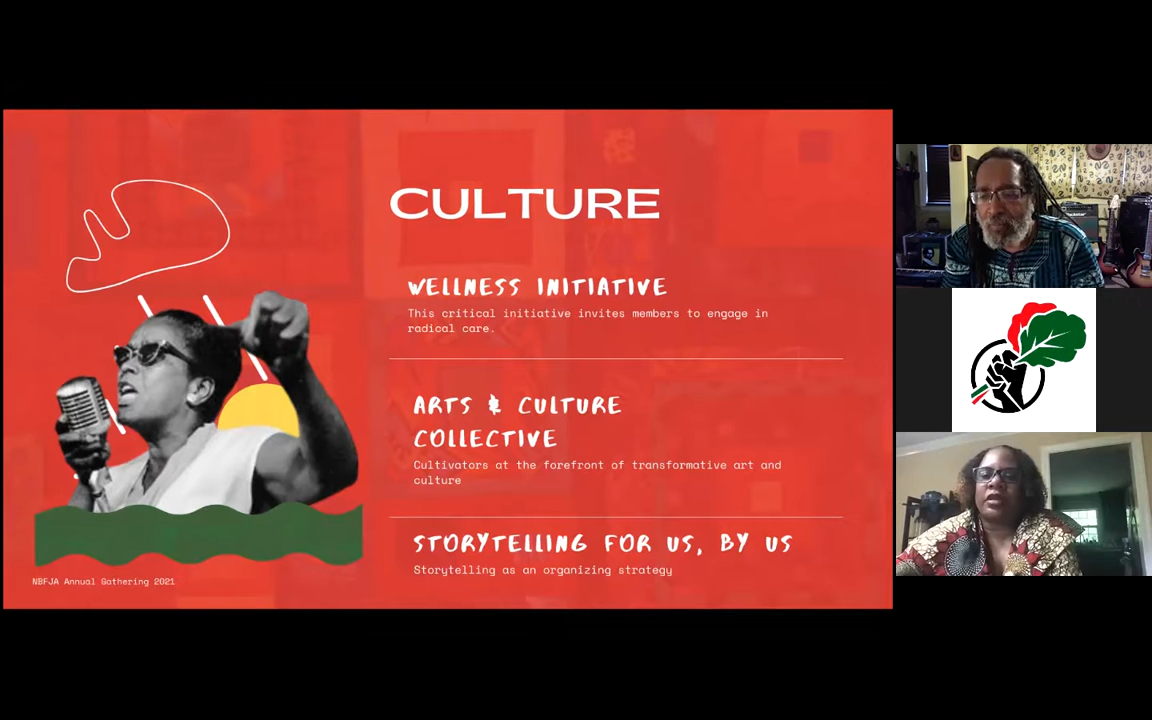 CULTURE
WELLNESS INITIATIVE
This critical initiative invites members to engage in
radical care.
ARTS & CULTURE
COLLECTIVE
Cultivators at the forefront of transformative art and
culture
STORYTELLING FOR US, BY US
Storytelling as an organizing strategy
NBFJA Annual Gathering 2021